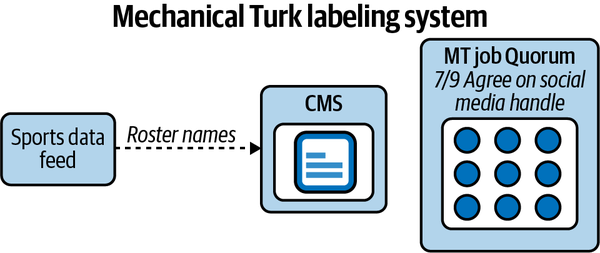 Mechanical Turk labeling system
Sports data
feed
Roster names
CMS
MT job Quorum
7/9 Agree on social
media handle